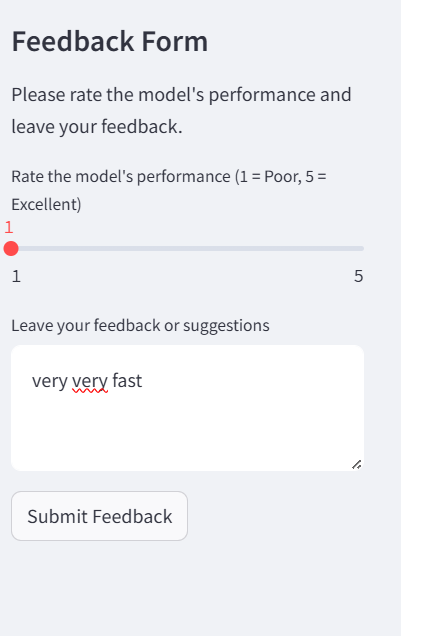 Feedback Form
Please rate the model's performance and
leave your feedback.
Rate the model's performance (1 = Poor, 5 =
Excellent)
1
1 5
Leave your feedback or suggestions
very very fast
Submit Feedback